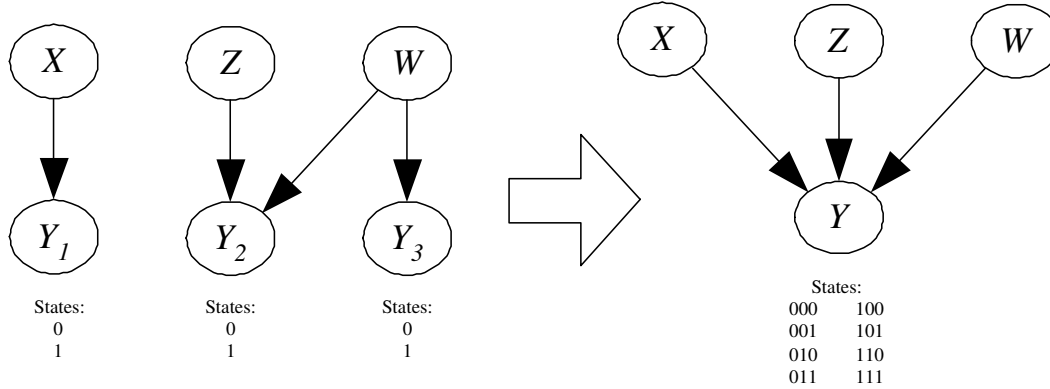 X Z W
Y1 Y2 Y3
States: States: States:
0 0 0
1 1 1
X Z W
Y
States:
000 100
001 101
010 110
011 111